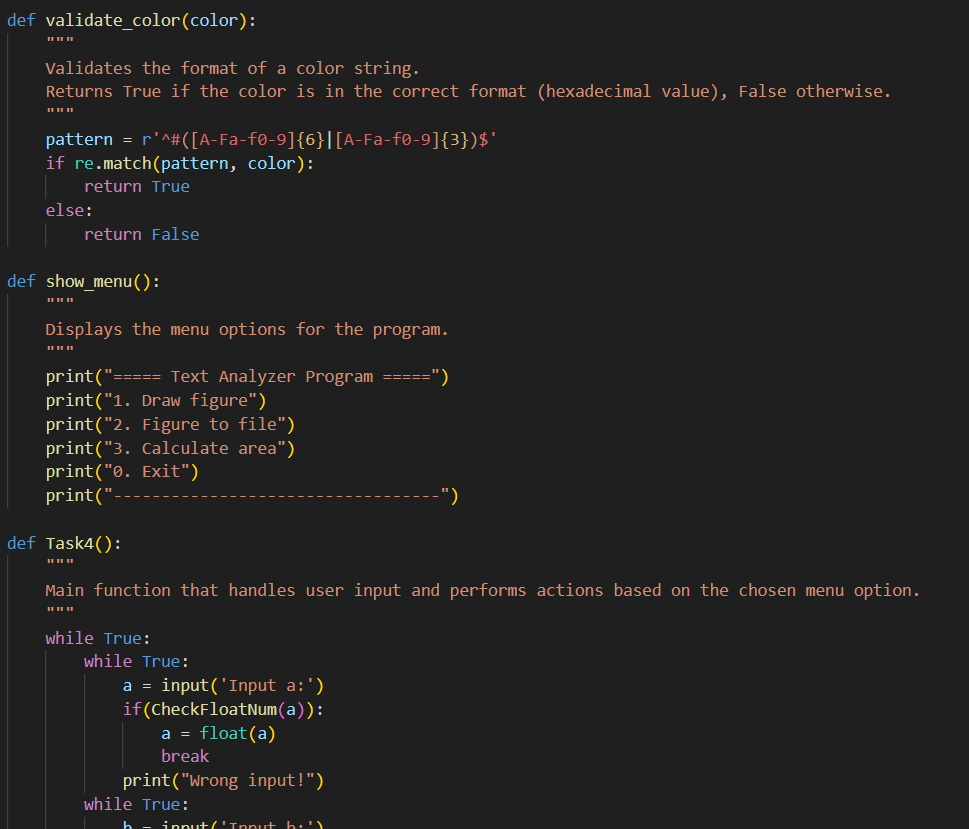 def validate_color(color):
    """
    Validates the format of a color string.
    Returns True if the color is in the correct format (hexadecimal value), False otherwise.
    """
    pattern = r'^#([A-Fa-f0-9]{6}|[A-Fa-f0-9]{3})$'
    if re.match(pattern, color):
        return True
    else:
        return False

def show_menu():
    """
    Displays the menu options for the program.
    """
    print("===== Text Analyzer Program =====")
    print("1. Draw figure")
    print("2. Figure to file")
    print("3. Calculate area")
    print("0. Exit")
    print("----------------------------------")

def Task4():
    """
    Main function that handles user input and performs actions based on the chosen menu option.
    """
    while True:
        while True:
            a = input('Input a:')
            if(CheckFloatNum(a)):
                a = float(a)
                break
            print("Wrong input!")
        while True:
            b = input('Input b:')